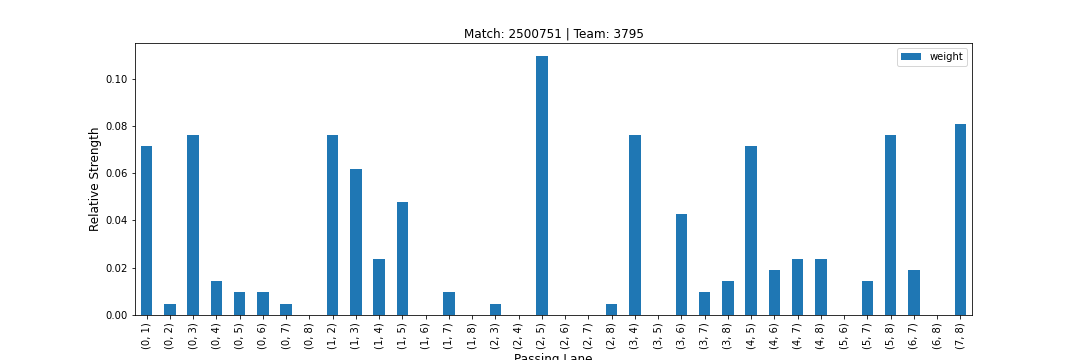 Match: 2500751 | Team: 3795
weight
Relative Strength
0.10
0.08
0.06
0.04
0.02
0.00
(0, 1) (0, 2) (0, 3) (0, 4) (0, 5) (0, 6) (0, 7) (0, 8) (1, 2) (1, 3) (1, 4) (1, 5) (1, 6) (1, 7) (1, 8) (2, 3) (2, 4) (2, 5) (2, 6) (2, 7) (2, 8) (3, 4) (3, 5) (3, 6) (3, 7) (3, 8) (4, 5) (4, 6) (4, 7) (4, 8) (5, 6) (5, 7) (5, 8) (6, 7) (6, 8) (7, 8)
Passing Lane